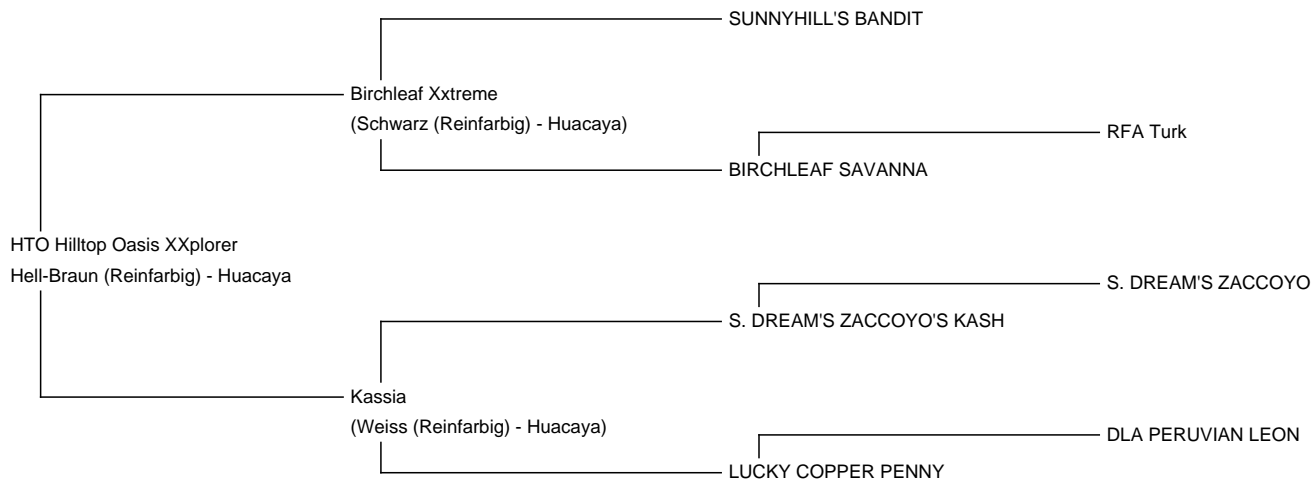 SUNNYHILL'S BANDIT
Birchleaf Xxtreme
(Schwarz (Reinfarbig) - Huacaya)
RFA Turk
BIRCHLEAF SAVANNA
HTO Hilltop Oasis XXplorer
Hell-Braun (Reinfarbig) - Huacaya
S. DREAM'S ZACCOYO
S. DREAM'S ZACCOYO'S KASH
Kassia
(Weiss (Reinfarbig) - Huacaya)
DLA PERUVIAN LEON
LUCKY COPPER PENNY